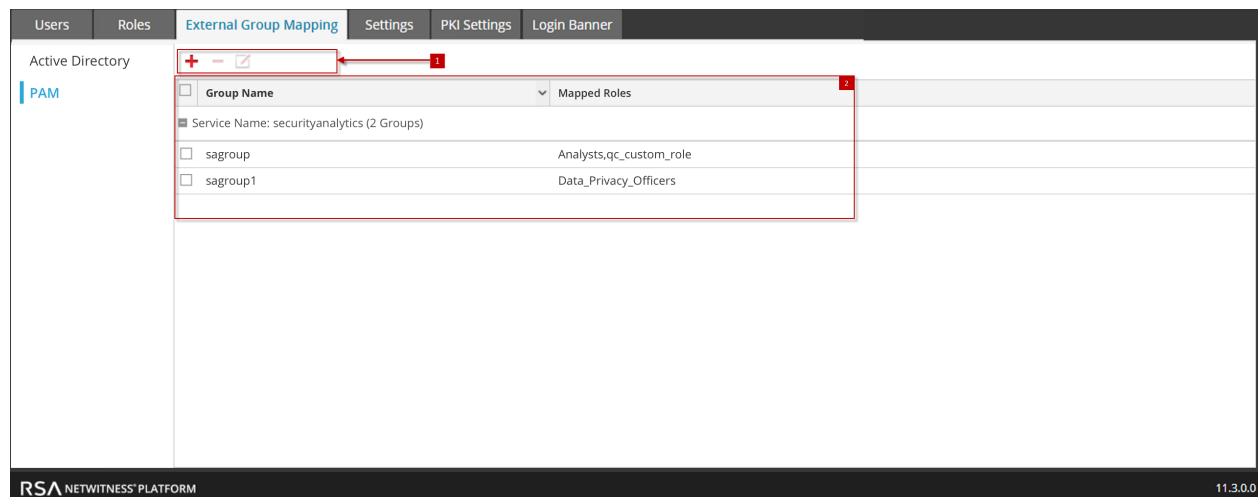 Users Roles External Group Mapping Settings PKI Settings Login Banner
Active Directory
1
PAM
2
Group Name Mapped Roles
Service Name: securityanalytics (2 Groups)
sagroup Analysts,qc_custom_role
sagroup1 Data_Privacy_Officers
RSA NETWITNESS® PLATFORM 11.3.0.0